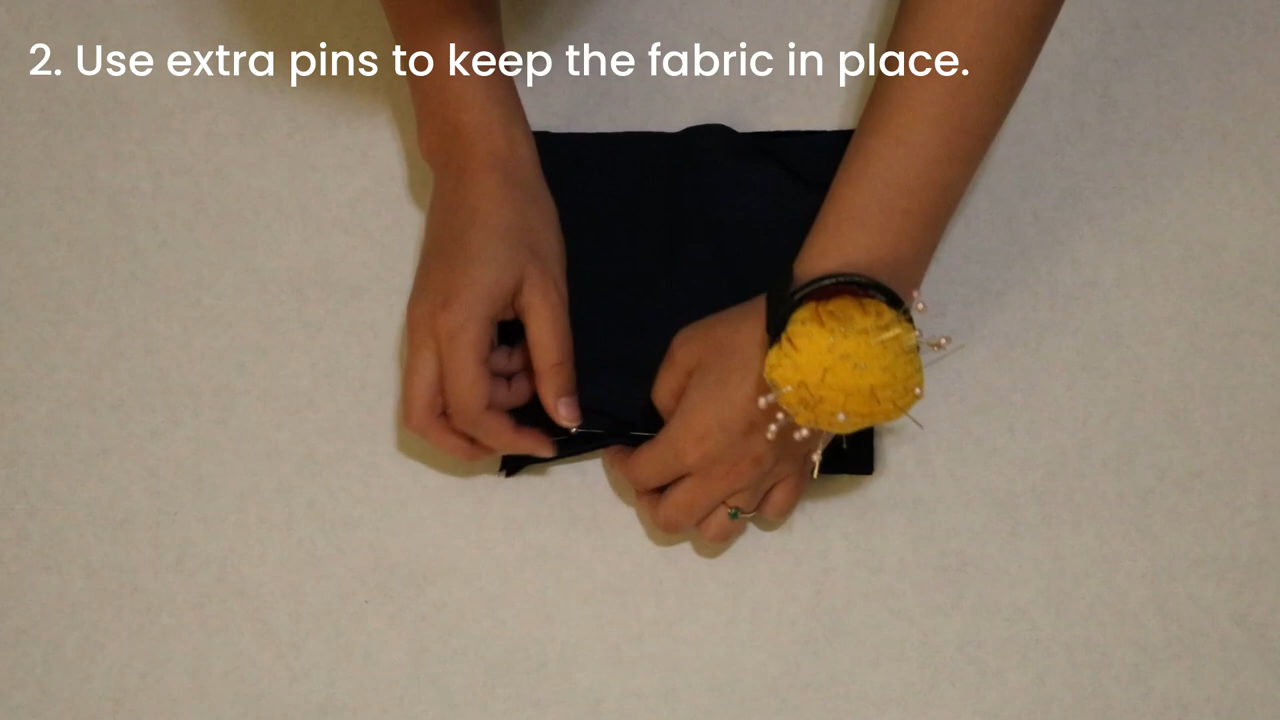 2. Use extra pins to keep the fabric in place.